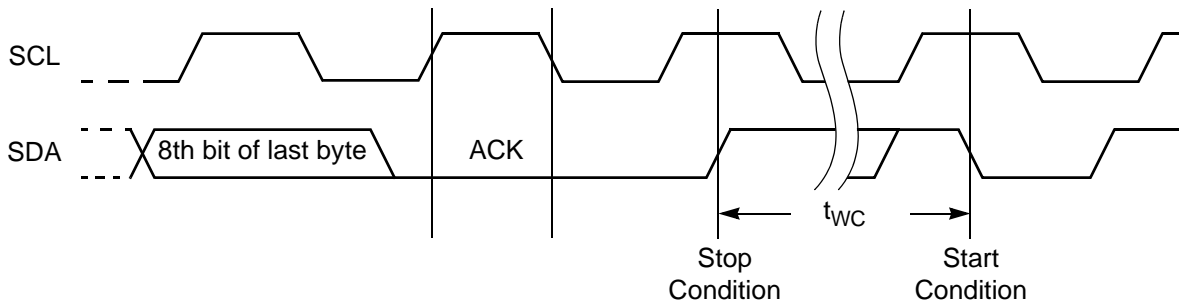 SCL
SDA
8th bit of last byte
ACK
tWC
Stop
Condition
Start
Condition